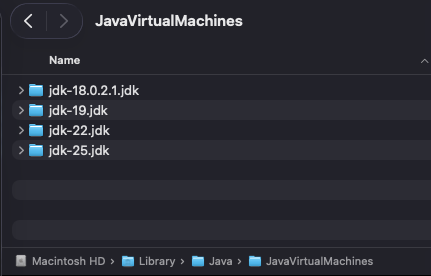 JavaVirtualMachines
Name
jdk-18.0.2.1.jdk
jdk-19.jdk
jdk-22.jdk
jdk-25.jdk
Macintosh HD > Library > Java > JavaVirtualMachines